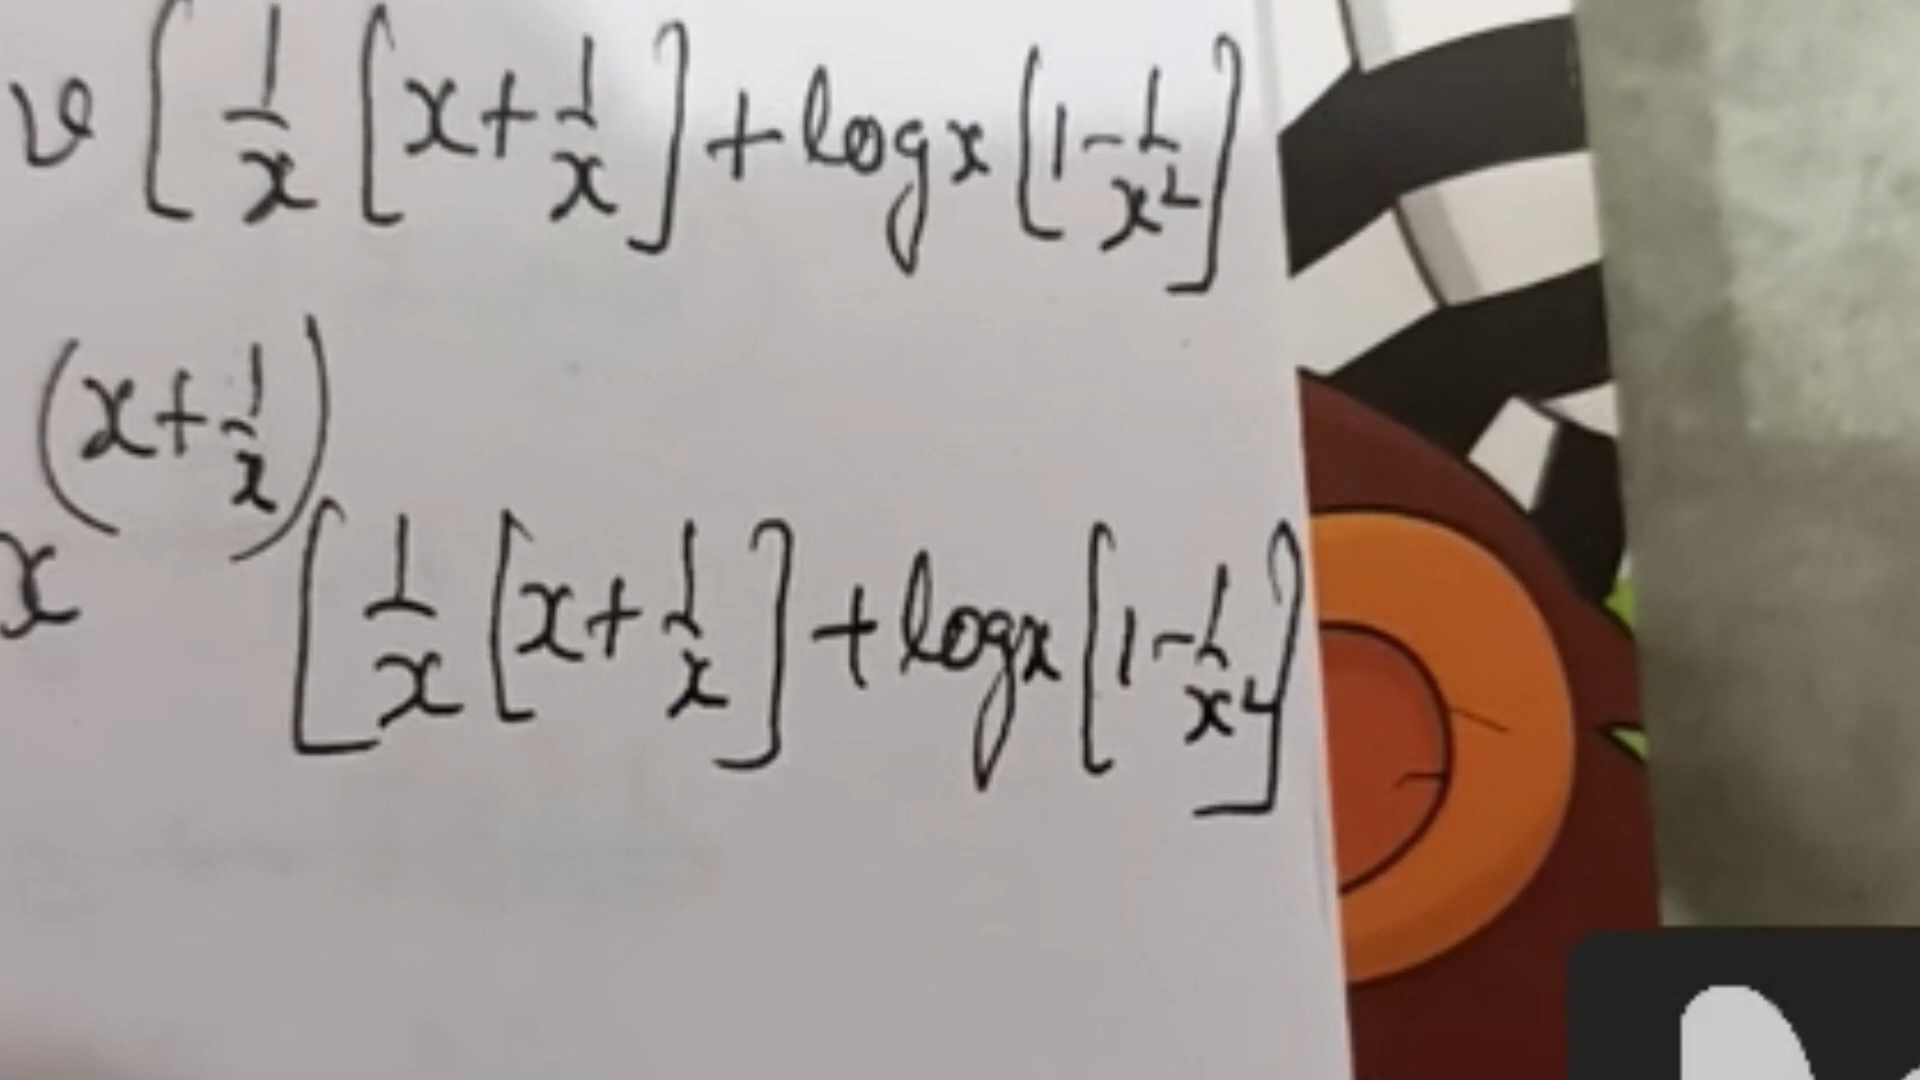 v [ 1/x [x + 1/x] + log x [1 - 1/x²]
x^(x + 1/x) [ 1/x [x + 1/x] + log x [1 - 1/x²]